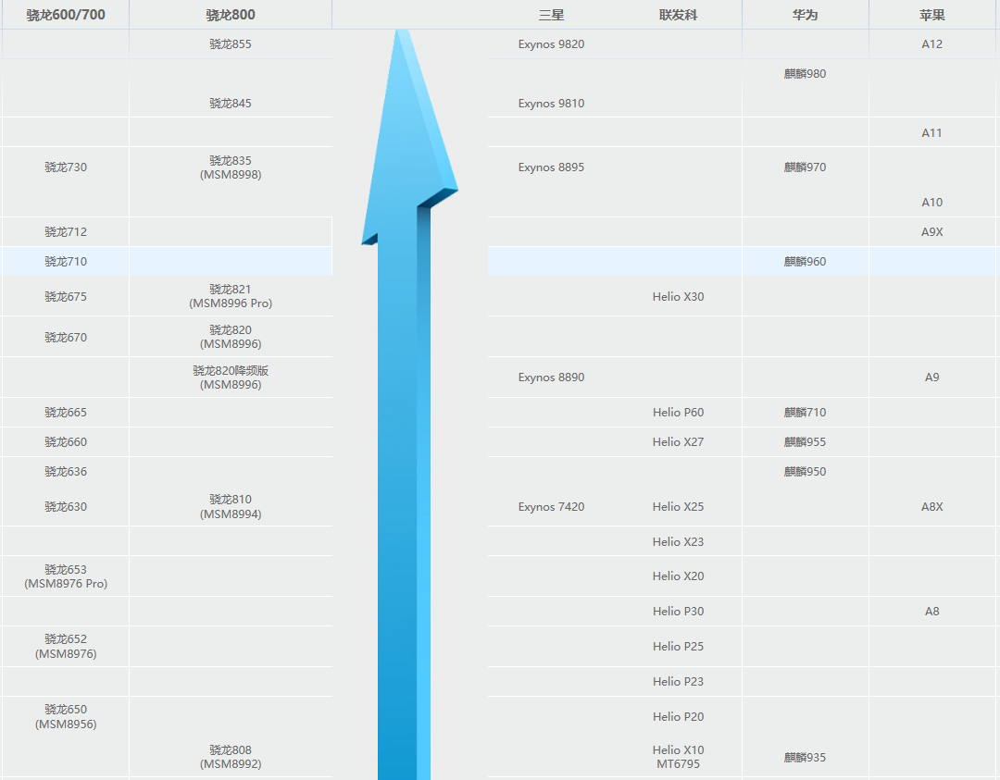 骁龙600/700 骁龙800 三星 联发科 华为 苹果
骁龙855 Exynos 9820 A12
麒麟980
骁龙845 Exynos 9810
A11
骁龙730 骁龙835 Exynos 8895 麒麟970
(MSM8998)
A10
骁龙712 A9X
骁龙710 麒麟960
骁龙675 骁龙821 Helio X30
(MSM8996 Pro)
骁龙670 骁龙820
(MSM8996)
骁龙820降频版 Exynos 8890 A9
(MSM8996)
骁龙665 Helio P60 麒麟710
骁龙660 Helio X27 麒麟955
骁龙636 麒麟950
骁龙630 骁龙810 Exynos 7420 Helio X25 A8X
(MSM8994)
Helio X23
骁龙653 Helio X20
(MSM8976 Pro)
Helio P30 A8
骁龙652 Helio P25
(MSM8976)
Helio P23
骁龙650 Helio P20
(MSM8956)
骁龙808 Helio X10 麒麟935
(MSM8992) MT6795